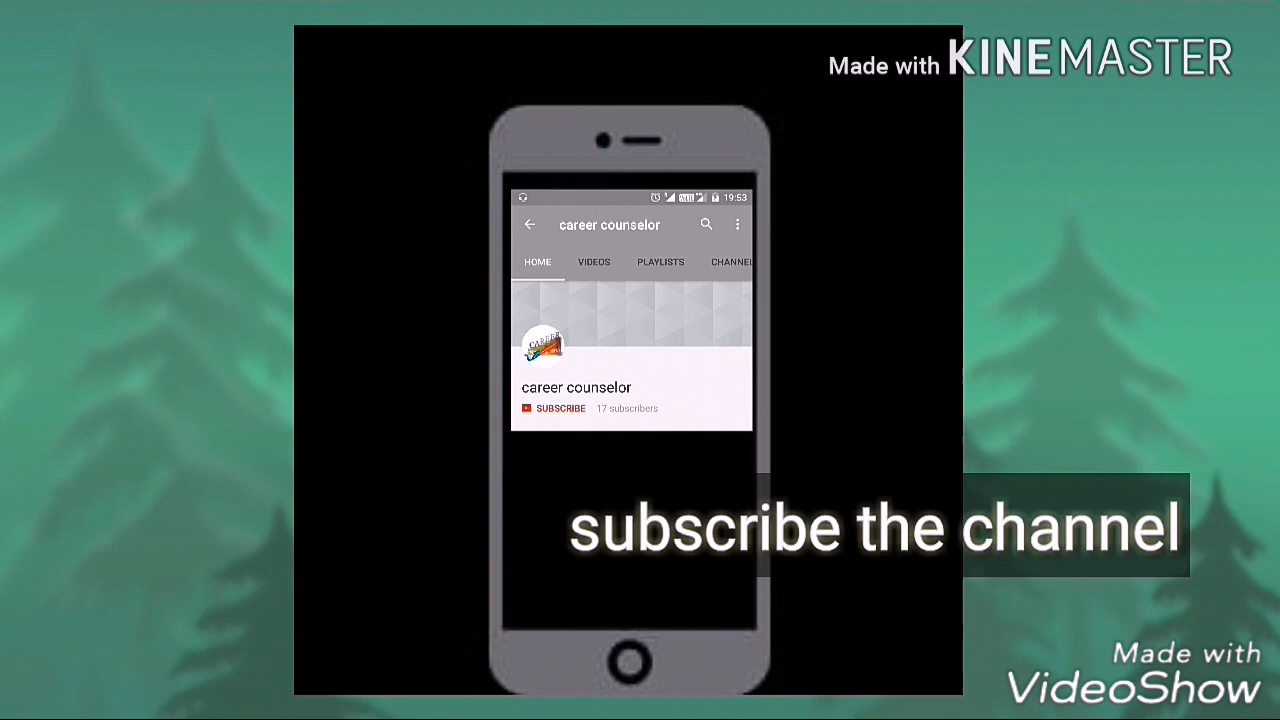 Made with KINEMASTER
19:53
career counselor
HOME VIDEOS PLAYLISTS CHANNEL
CAREER
career counselor
SUBSCRIBE 17 subscribers
subscribe the channel
Made with
VideoShow